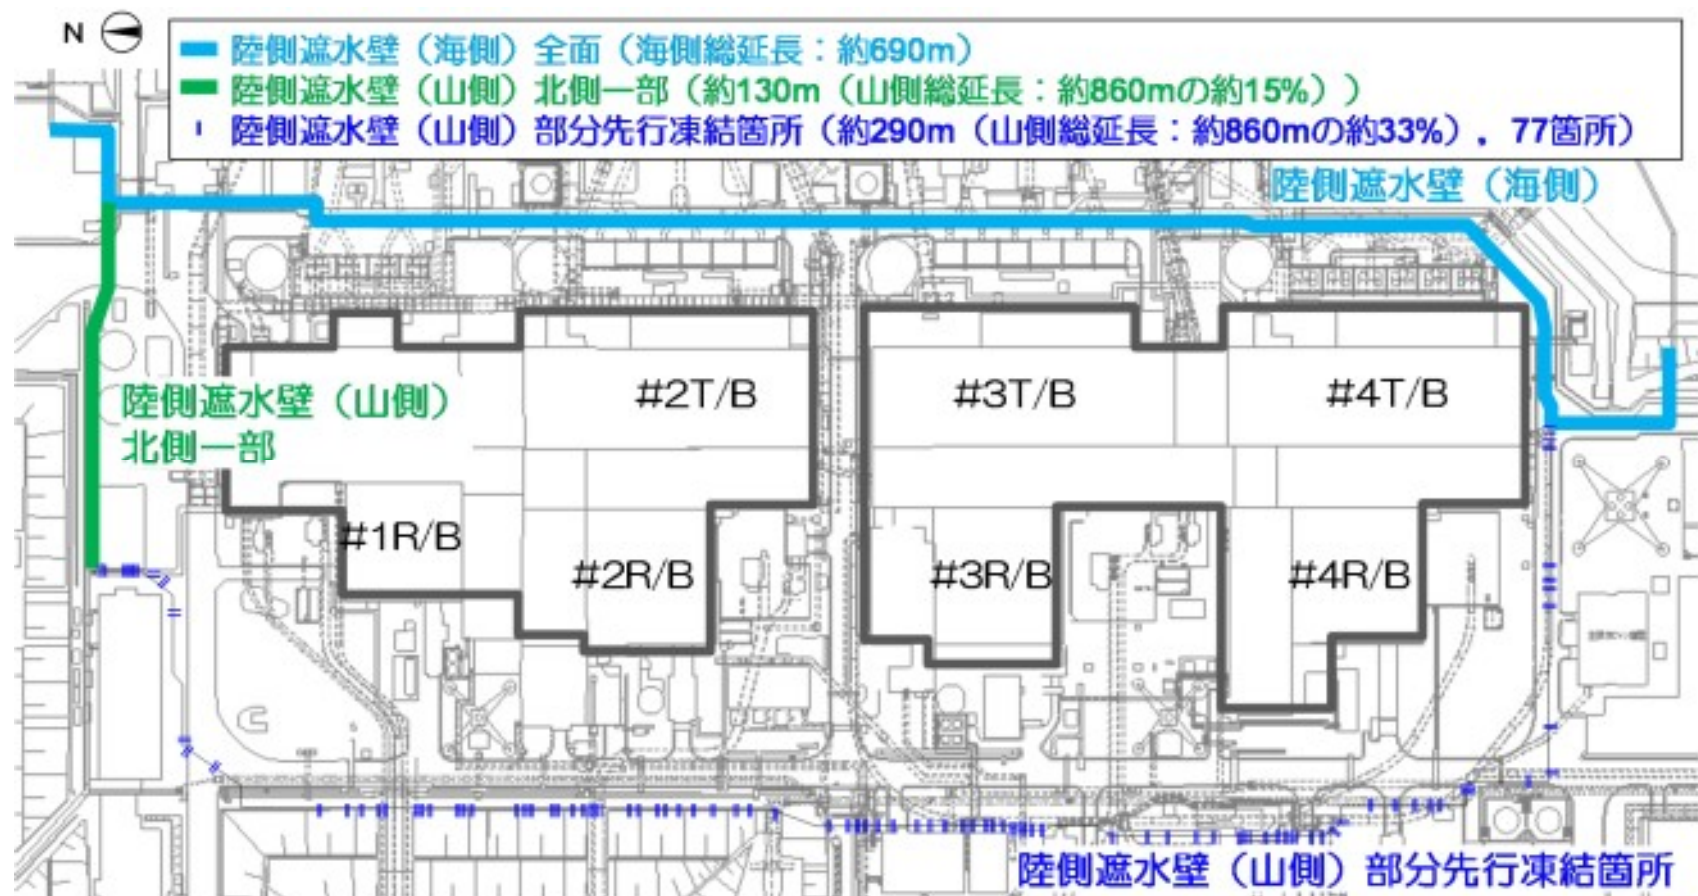 N
陸側遮水壁（海側）全面（海側総延長：約690m）
陸側遮水壁（山側）北側一部（約130m（山側総延長：約860mの約15%））
陸側遮水壁（山側）部分先行凍結箇所（約290m（山側総延長：約860mの約33%），77箇所）
陸側遮水壁（海側）
陸側遮水壁（山側）
北側一部
#2T/B
#3T/B
#4T/B
#1R/B
#2R/B
#3R/B
#4R/B
陸側遮水壁（山側）部分先行凍結箇所